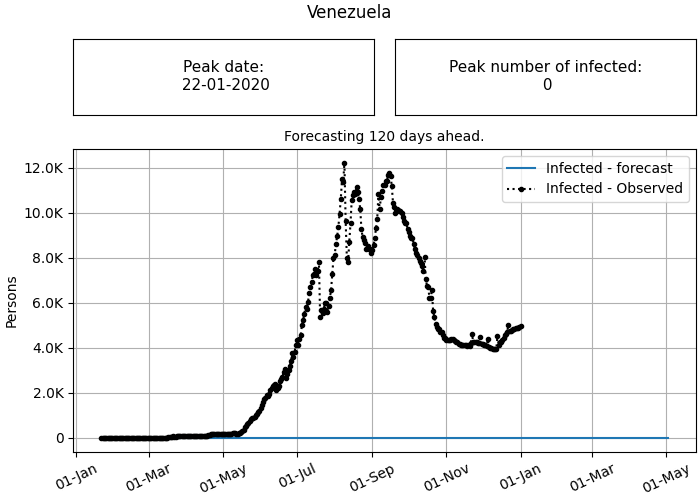 Venezuela
Peak date:
22-01-2020
Peak number of infected:
0
Forecasting 120 days ahead.
Infected - forecast
Infected - Observed
Persons
12.0K
10.0K
8.0K
6.0K
4.0K
2.0K
0
01-Jan
01-Mar
01-May
01-Jul
01-Sep
01-Nov
01-Jan
01-Mar
01-May